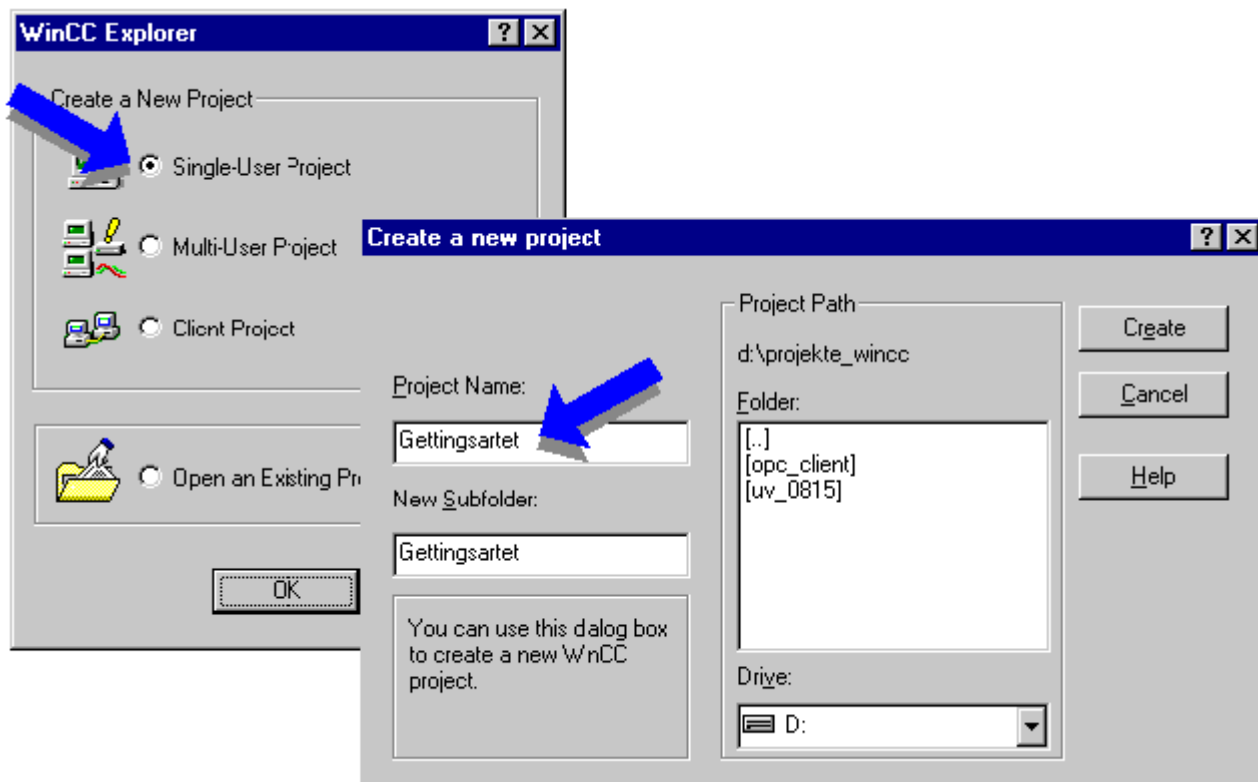 WinCC Explorer
Create a New Project
Single-User Project
Multi-User Project
Client Project
Open an Existing Pr
OK
Create a new project
Project Name:
Gettingsartet
New Subfolder:
Gettingsartet
You can use this dialog box
to create a new WinCC
project.
Project Path
d:\projekte_wincc
Folder:
[..]
[opc_client]
[uv_0815]
Drive:
D:
Create
Cancel
Help